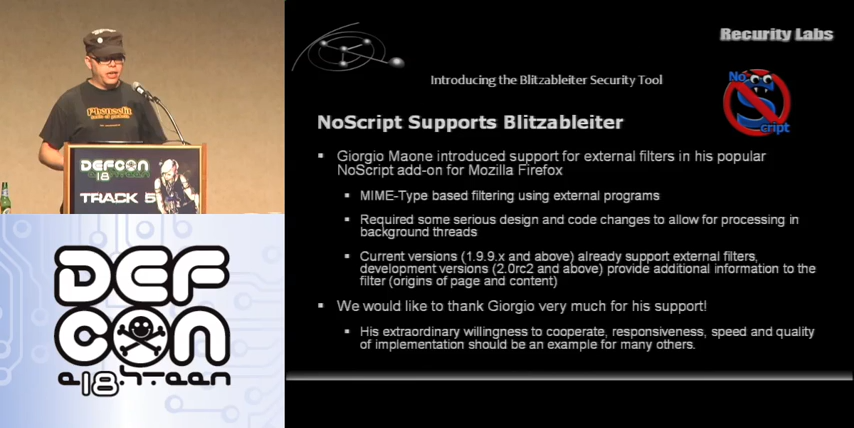 Recurity Labs
Introducing the Blitzableiter Security Tool
No
Script
NoScript Supports Blitzableiter
Giorgio Maone introduced support for external filters in his popular
NoScript add-on for Mozilla Firefox
MIME-Type based filtering using external programs
Required some serious design and code changes to allow for processing in
background threads
Current versions (1.9.9.x and above) already support external filters,
development versions (2.0rc2 and above) provide additional information to the
filter (origins of page and content)
We would like to thank Giorgio very much for his support!
His extraordinary willingness to cooperate, responsiveness, speed and quality
of implementation should be an example for many others.
DEFCON
18
TRACK 5
DEF
CON
e18hteen